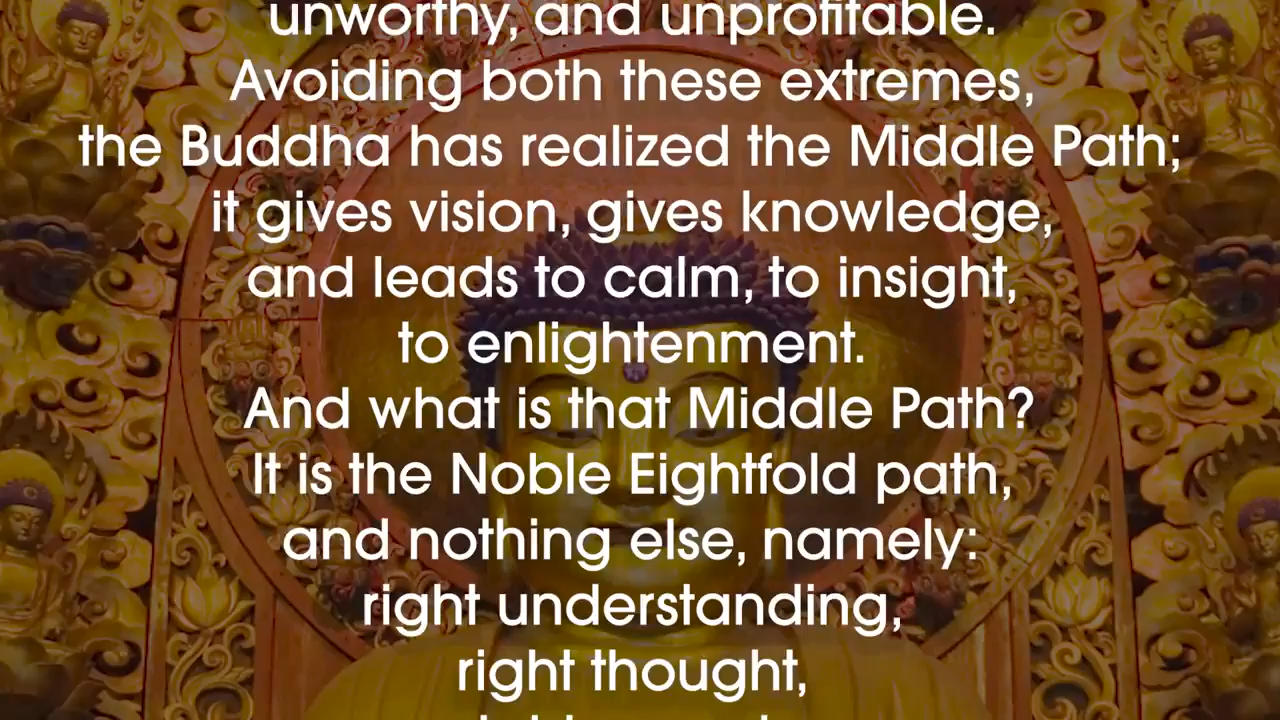 unworthy, and unprofitable.
Avoiding both these extremes,
the Buddha has realized the Middle Path;
it gives vision, gives knowledge,
and leads to calm, to insight,
to enlightenment.
And what is that Middle Path?
It is the Noble Eightfold path,
and nothing else, namely:
right understanding,
right thought,